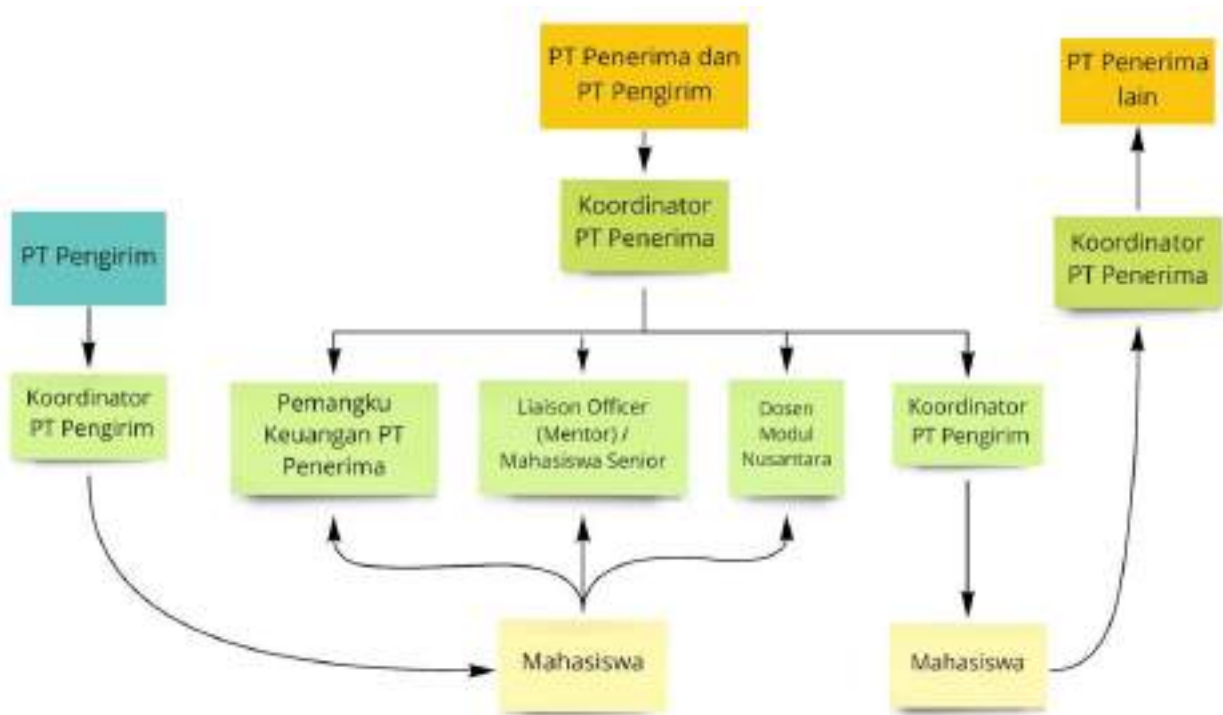 PT Penerima dan
PT Pengirim
PT Penerima
lain
Koordinator
PT Penerima
PT Pengirim
Koordinator
PT Penerima
Koordinator
PT Pengirim
Pemangku
Keuangan PT
Penerima
Liaison Officer
(Mentor) /
Mahasiswa Senior
Dosen
Modul
Nusantara
Koordinator
PT Pengirim
Mahasiswa
Mahasiswa